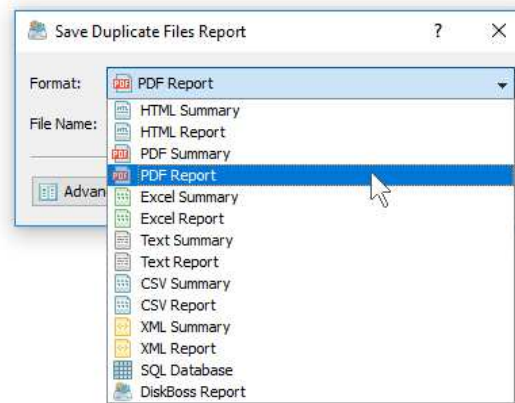 Save Duplicate Files Report
Format:
PDF Report
File Name:
HTML Summary
HTML Report
PDF Summary
PDF Report
Excel Summary
Excel Report
Text Summary
Text Report
CSV Summary
CSV Report
XML Summary
XML Report
SQL Database
DiskBoss Report